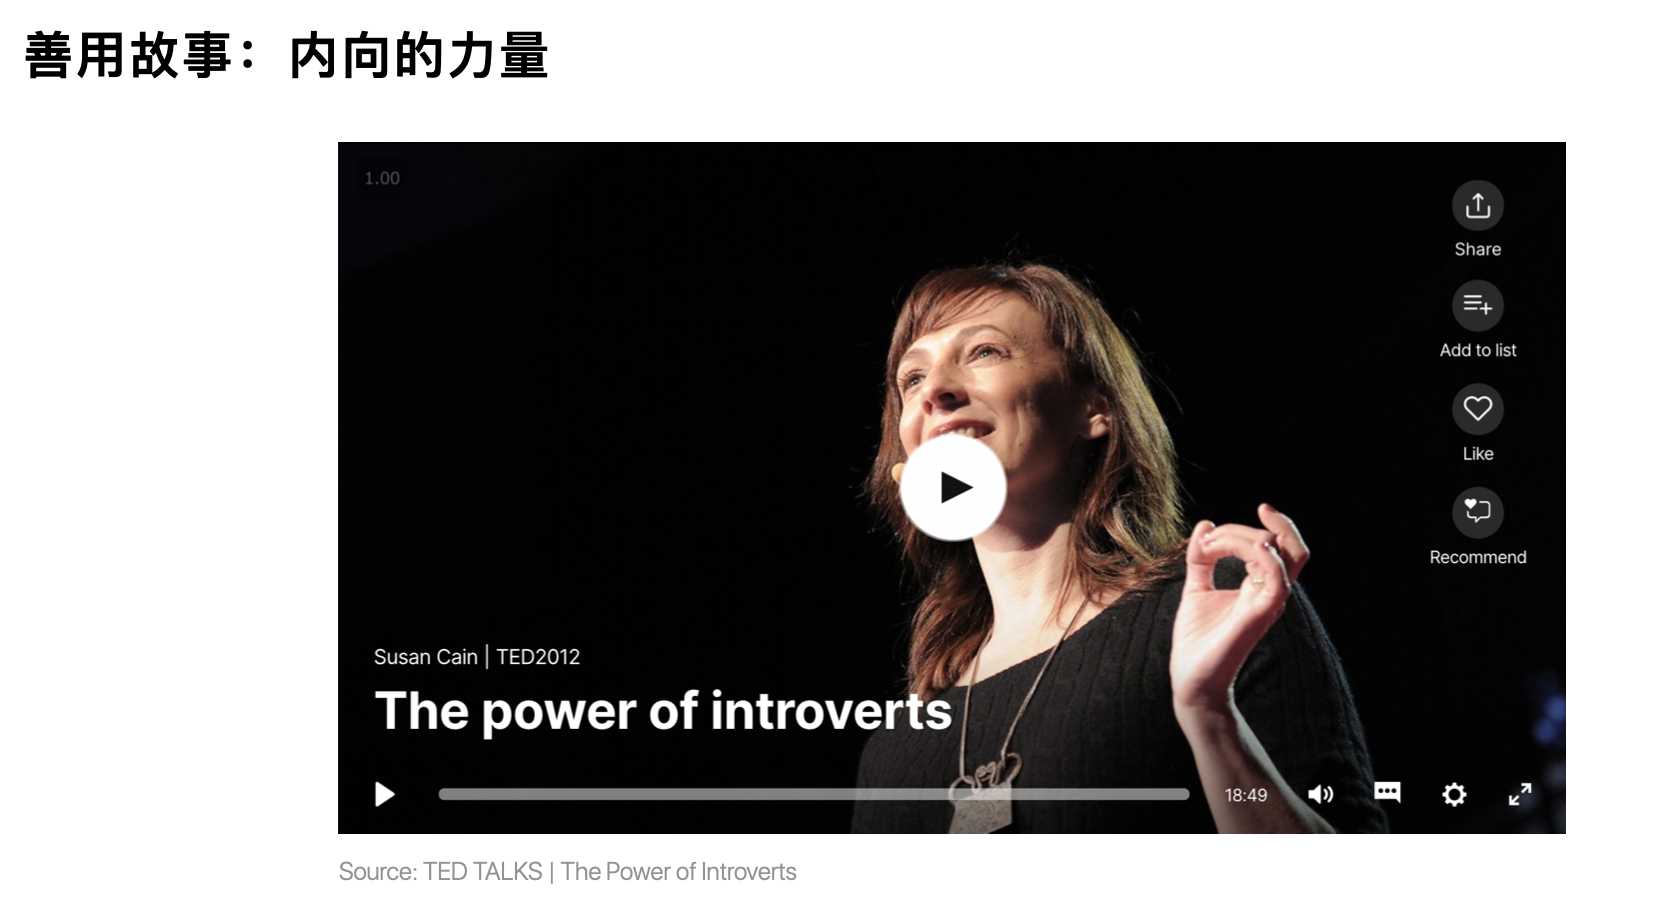 善用故事：内向的力量
1.00
Share
Add to list
Like
Recommend
Susan Cain | TED2012
The power of introverts
18:49
Source: TED TALKS | The Power of Introverts